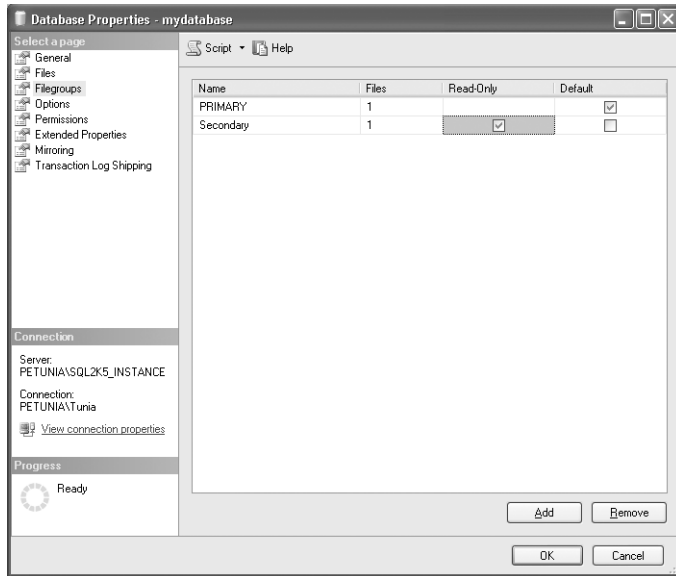 Database Properties - mydatabase
Select a page
General
Files
Filegroups
Options
Permissions
Extended Properties
Mirroring
Transaction Log Shipping
Script Help
Name Files Read-Only Default
PRIMARY 1
Secondary 1
Connection
Server:
PETUNIA\SQL2K5_INSTANCE
Connection:
PETUNIA\Tunia
View connection properties
Progress
Ready
Add Remove
OK Cancel